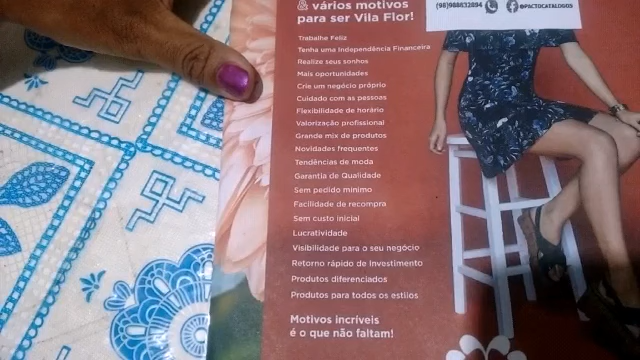 & vários motivos
para ser Vila Flor!
Trabalhe Feliz
Tenha uma Independência Financeira
Realize seus sonhos
Mais oportunidades
Crie um negócio próprio
Cuidado com as pessoas
Flexibilidade de horário
Valorização profissional
Grande mix de produtos
Novidades frequentes
Tendências de moda
Garantia de Qualidade
Sem pedido mínimo
Facilidade de recompra
Sem custo inicial
Lucratividade
Visibilidade para o seu negócio
Retorno rápido de Investimento
Produtos diferenciados
Produtos para todos os estilos
Motivos incríveis
é o que não faltam!
(98)988632894 @PACTOCATALOGOS